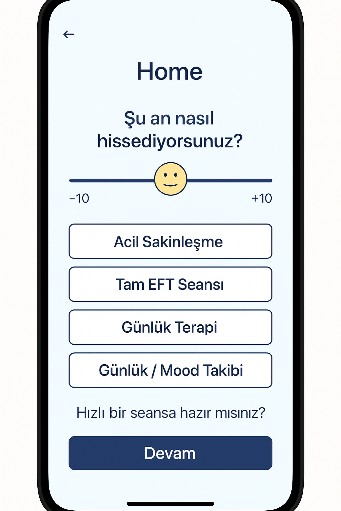 Home
Şu an nasıl
hissediyorsunuz?
-10
+10
Acil Sakinleşme
Tam EFT Seansı
Günlük Terapi
Günlük / Mood Takibi
Hızlı bir seansa hazır mısınız?
Devam